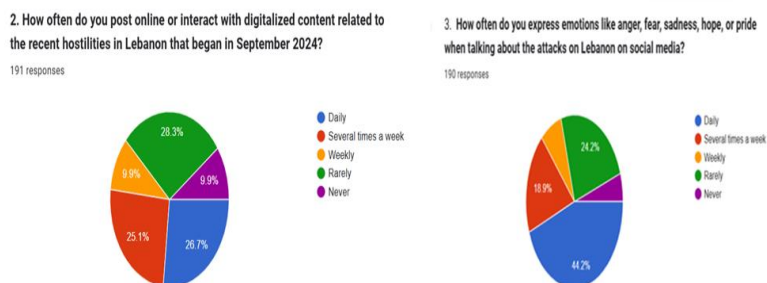 2. How often do you post online or interact with digitalized content related to
the recent hostilities in Lebanon that began in September 2024?
191 responses
28.3%
9.9%
9.9%
25.1%
26.7%
Daily
Several times a week
Weekly
Rarely
Never
3. How often do you express emotions like anger, fear, sadness, hope, or pride
when talking about the attacks on Lebanon on social media?
190 responses
24.2%
18.9%
44.2%
Daily
Several times a week
Weekly
Rarely
Never